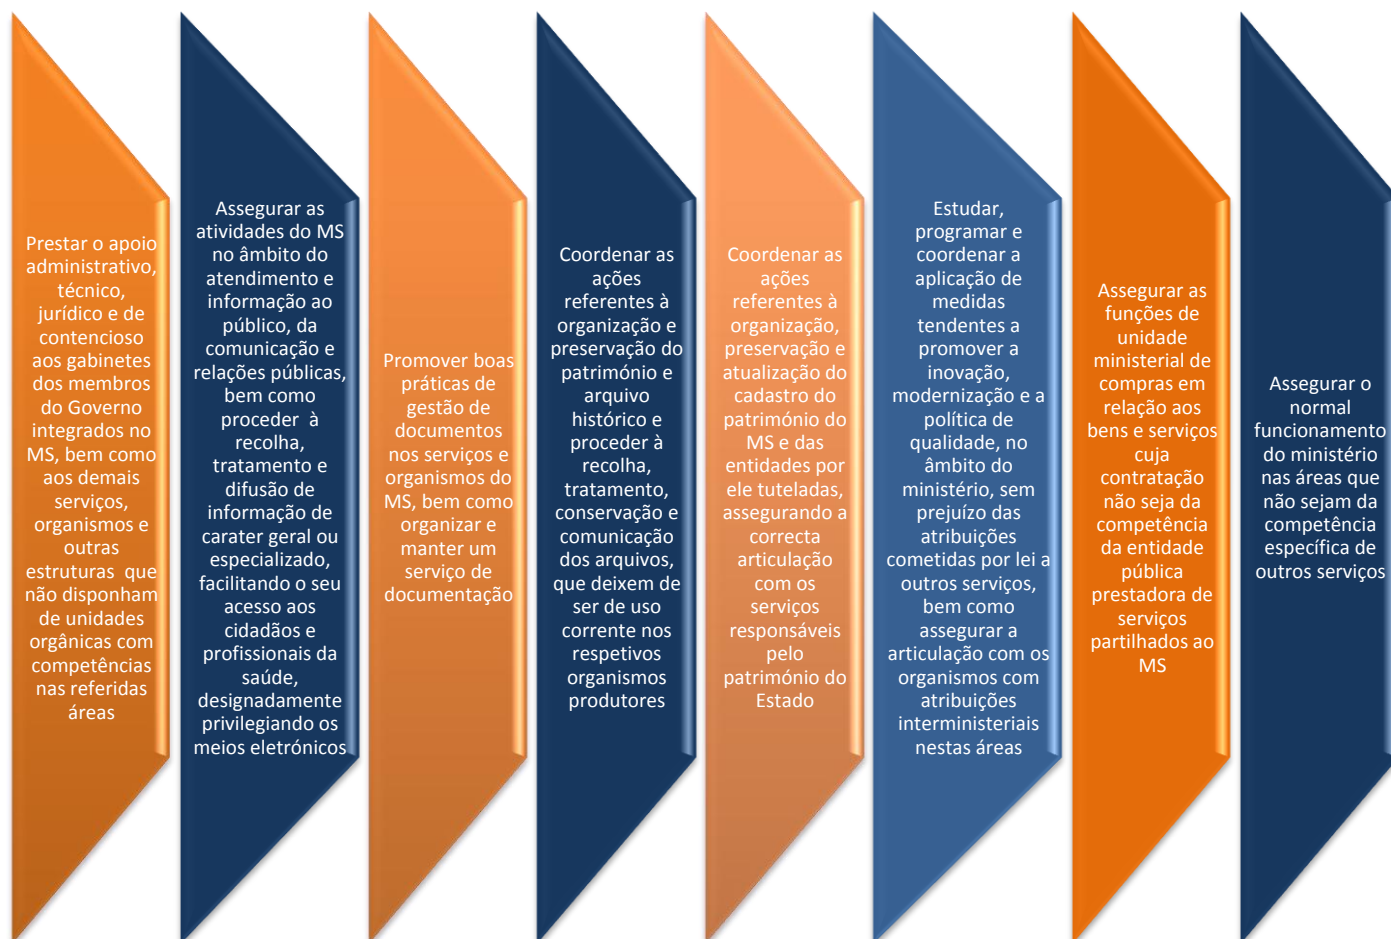 Prestar o apoio
administrativo,
técnico,
jurídico e de
contencioso
aos gabinetes
dos membros
do Governo
integrados no
MS, bem como
aos demais
serviços,
organismos e
outras
estruturas que
não disponham
de unidades
orgânicas com
competências
nas referidas
áreas
Assegurar as
atividades do MS
no âmbito do
atendimento e
informação ao
público, da
comunicação e
relações públicas,
bem como
proceder à
recolha,
tratamento e
difusão de
informação de
carater geral ou
especializado,
facilitando o seu
acesso aos
cidadãos e
profissionais da
saúde,
designadamente
privilegiando os
meios eletrónicos
Promover boas
práticas de
gestão de
documentos
nos serviços e
organismos do
MS, bem como
organizar e
manter um
serviço de
documentação
Coordenar as
ações
referentes à
organização e
preservação do
património e
arquivo
histórico e
proceder à
recolha,
tratamento,
conservação e
comunicação
dos arquivos,
que deixem de
ser de uso
corrente nos
respetivos
organismos
produtores
Coordenar as
ações
referentes à
organização,
preservação e
atualização do
cadastro do
património do
MS e das
entidades por
ele tuteladas,
assegurando a
correcta
articulação
com os
serviços
responsáveis
pelo
património do
Estado
Estudar,
programar e
coordenar a
aplicação de
medidas
tendentes a
promover a
inovação,
modernização e a
política de
qualidade, no
âmbito do
ministério, sem
prejuízo das
atribuições
cometidas por lei a
outros serviços,
bem como
assegurar a
articulação com os
organismos com
atribuições
interministeriais
nestas áreas
Assegurar as
funções de
unidade
ministerial de
compras em
relação aos
bens e serviços
cuja
contratação
não seja da
competência
da entidade
pública
prestadora de
serviços
partilhados ao
MS
Assegurar o
normal
funcionamento
do ministério
nas áreas que
não sejam da
competência
específica de
outros serviços